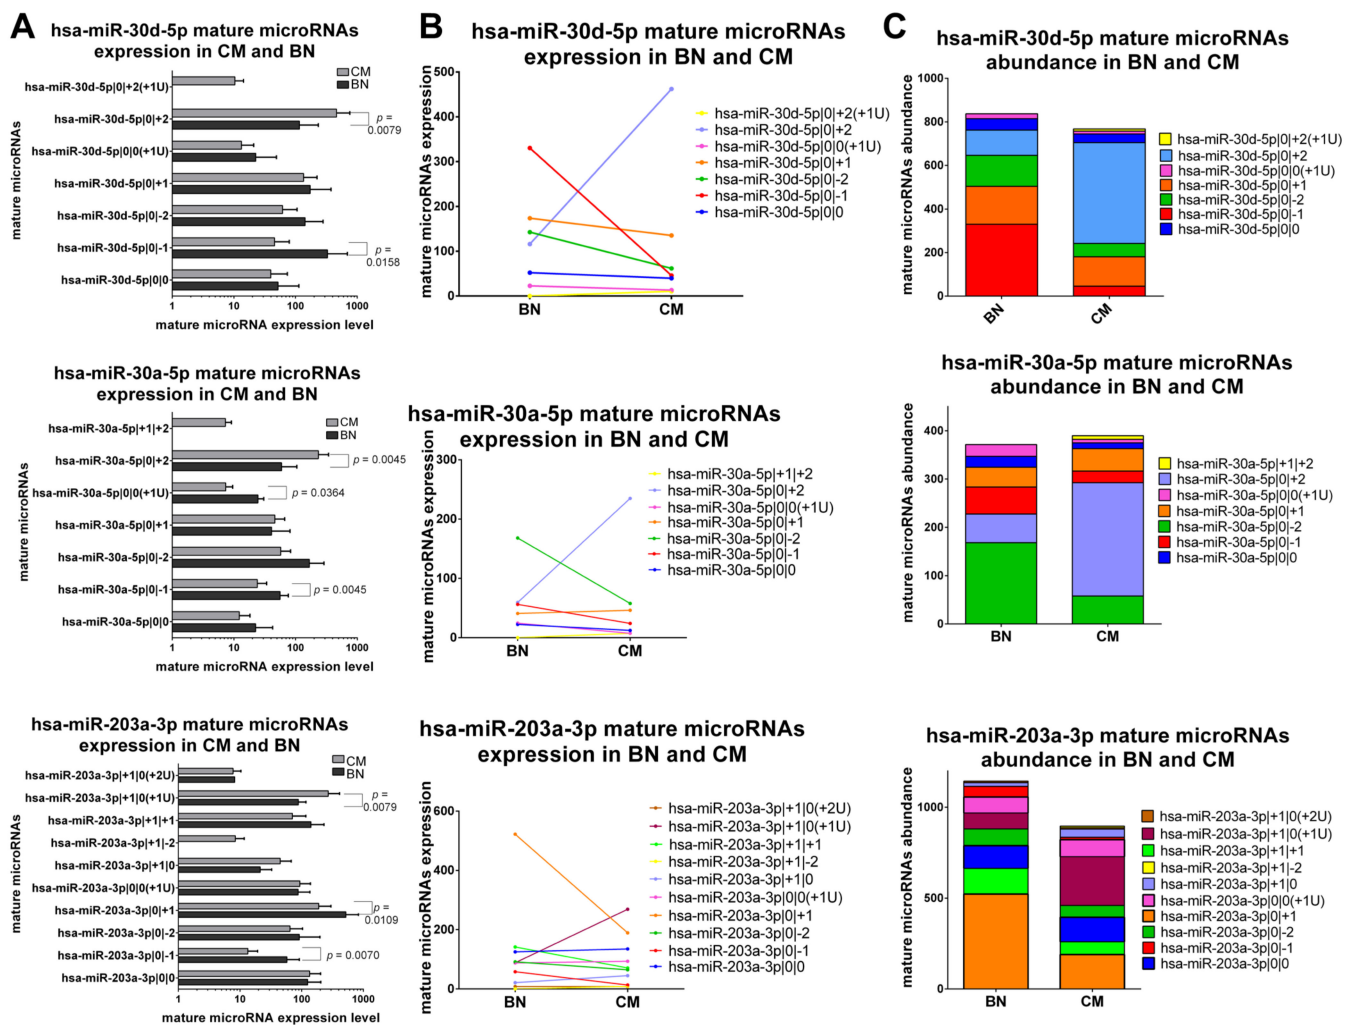 A
hsa-miR-30d-5p mature microRNAs
expression in CM and BN
mature microRNAs
CM
BN
hsa-miR-30d-5p|0|+2(+1U)
hsa-miR-30d-5p|0|+2
p =
0.0079
hsa-miR-30d-5p|0|0(+1U)
hsa-miR-30d-5p|0|+1
hsa-miR-30d-5p|0|-2
hsa-miR-30d-5p|0|-1
p =
0.0158
hsa-miR-30d-5p|0|0
1 10 100 1000
mature microRNA expression level
B
hsa-miR-30d-5p mature microRNAs
expression in BN and CM
mature microRNAs expression
500
400
300
200
100
0
BN CM
hsa-miR-30d-5p|0|+2(+1U)
hsa-miR-30d-5p|0|+2
hsa-miR-30d-5p|0|0(+1U)
hsa-miR-30d-5p|0|+1
hsa-miR-30d-5p|0|-2
hsa-miR-30d-5p|0|-1
hsa-miR-30d-5p|0|0
C
hsa-miR-30d-5p mature microRNAs
abundance in BN and CM
mature microRNAs abundance
1000
800
600
400
200
0
BN CM
hsa-miR-30d-5p|0|+2(+1U)
hsa-miR-30d-5p|0|+2
hsa-miR-30d-5p|0|0(+1U)
hsa-miR-30d-5p|0|+1
hsa-miR-30d-5p|0|-2
hsa-miR-30d-5p|0|-1
hsa-miR-30d-5p|0|0
hsa-miR-30a-5p mature microRNAs
expression in CM and BN
mature microRNAs
CM
BN
hsa-miR-30a-5p|+1|+2
hsa-miR-30a-5p|0|+2
p = 0.0045
hsa-miR-30a-5p|0|0(+1U)
p = 0.0364
hsa-miR-30a-5p|0|+1
hsa-miR-30a-5p|0|-2
hsa-miR-30a-5p|0|-1
p = 0.0045
hsa-miR-30a-5p|0|0
1 10 100 1000
mature microRNA expression level
hsa-miR-30a-5p mature microRNAs
expression in BN and CM
mature microRNAs expression
300
200
100
0
BN CM
hsa-miR-30a-5p|+1|+2
hsa-miR-30a-5p|0|+2
hsa-miR-30a-5p|0|0(+1U)
hsa-miR-30a-5p|0|+1
hsa-miR-30a-5p|0|-2
hsa-miR-30a-5p|0|-1
hsa-miR-30a-5p|0|0
hsa-miR-30a-5p mature microRNAs
abundance in BN and CM
mature microRNAs abundance
400
300
200
100
0
BN CM
hsa-miR-30a-5p|+1|+2
hsa-miR-30a-5p|0|+2
hsa-miR-30a-5p|0|0(+1U)
hsa-miR-30a-5p|0|+1
hsa-miR-30a-5p|0|-2
hsa-miR-30a-5p|0|-1
hsa-miR-30a-5p|0|0
hsa-miR-203a-3p mature microRNAs
expression in CM and BN
mature microRNAs
CM
BN
hsa-miR-203a-3p|+1|0(+2U)
hsa-miR-203a-3p|+1|0(+1U)
p =
0.0079
hsa-miR-203a-3p|+1|+1
hsa-miR-203a-3p|+1|-2
hsa-miR-203a-3p|+1|0
hsa-miR-203a-3p|0|0(+1U)
hsa-miR-203a-3p|0|+1
p =
0.0109
hsa-miR-203a-3p|0|-2
hsa-miR-203a-3p|0|-1
p = 0.0070
hsa-miR-203a-3p|0|0
1 10 100 1000
mature microRNA expression level
hsa-miR-203a-3p mature microRNAs
expression in BN and CM
mature microRNAs expression
600
400
200
0
BN CM
hsa-miR-203a-3p|+1|0(+2U)
hsa-miR-203a-3p|+1|0(+1U)
hsa-miR-203a-3p|+1|+1
hsa-miR-203a-3p|+1|-2
hsa-miR-203a-3p|+1|0
hsa-miR-203a-3p|0|0(+1U)
hsa-miR-203a-3p|0|+1
hsa-miR-203a-3p|0|-2
hsa-miR-203a-3p|0|-1
hsa-miR-203a-3p|0|0
hsa-miR-203a-3p mature microRNAs
abundance in BN and CM
mature microRNAs abundance
1000
500
0
BN CM
hsa-miR-203a-3p|+1|0(+2U)
hsa-miR-203a-3p|+1|0(+1U)
hsa-miR-203a-3p|+1|+1
hsa-miR-203a-3p|+1|-2
hsa-miR-203a-3p|+1|0
hsa-miR-203a-3p|0|0(+1U)
hsa-miR-203a-3p|0|+1
hsa-miR-203a-3p|0|-2
hsa-miR-203a-3p|0|-1
hsa-miR-203a-3p|0|0